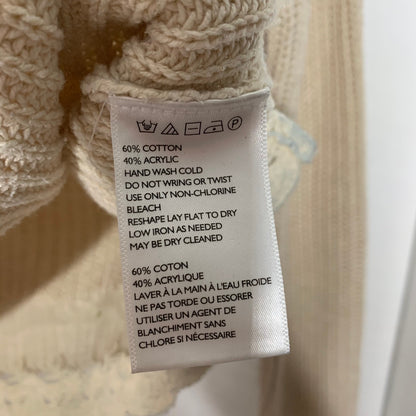 60% COTTON
40% ACRYLIC
HAND WASH COLD
DO NOT WRING OR TWIST
USE ONLY NON-CHLORINE
BLEACH
RESHAPE LAY FLAT TO DRY
LOW IRON AS NEEDED
MAY BE DRY CLEANED
60% COTON
40% ACRYLIQUE
LAVER À LA MAIN À L'EAU FROIDE
NE PAS TORDE OU ESSORER
UTILISER UN AGENT DE
BLANCHIMENT SANS
CHLORE SI NÉCESSAIRE